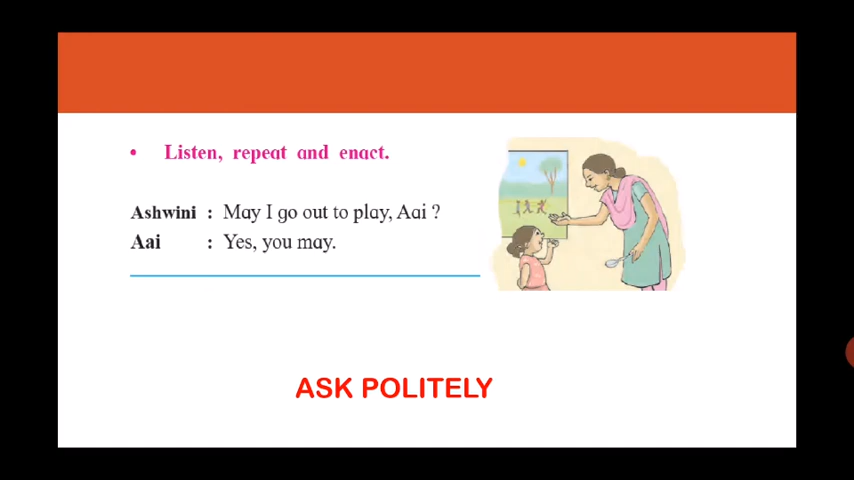 • Listen, repeat and enact.
Ashwini : May I go out to play, Aai ?
Aai : Yes, you may.
ASK POLITELY